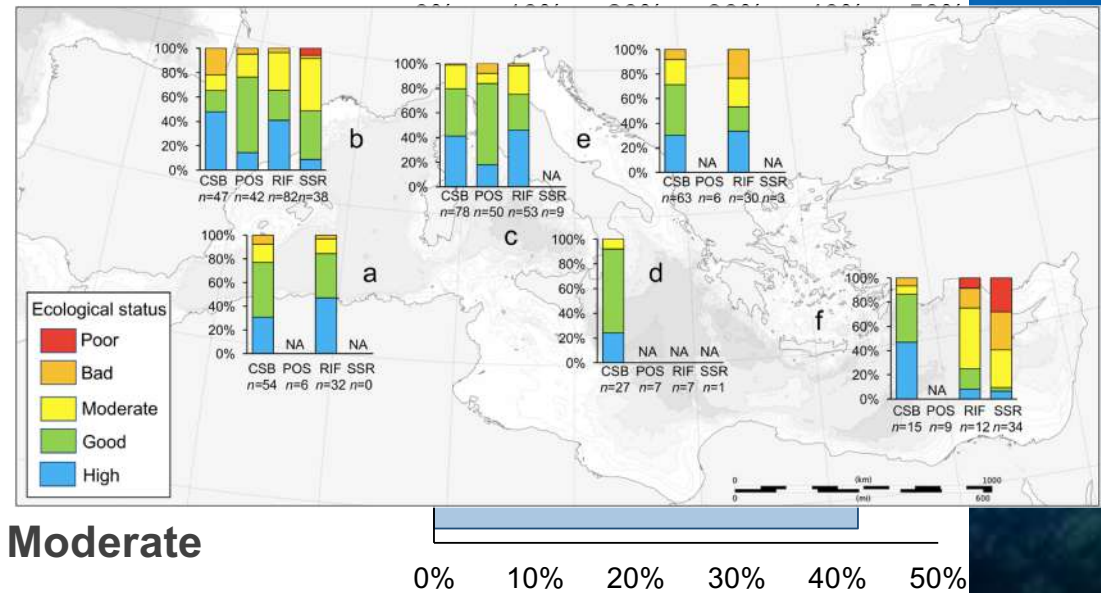 100% 100% 100%
80% 80% 80%
60% 60% 60%
40% 40% 40%
20% 20% 20%
0% 0% 0%
b
e
NA
NA NA
CSB POS RIF SSR
n=47 n=42 n=82 n=38
CSB POS RIF SSR
n=78 n=50 n=53 n=9
CSB POS RIF SSR
n=63 n=6 n=30 n=3
c
100%
80%
60%
40%
20%
0%
a
NA NA
CSB POS RIF SSR
n=54 n=6 n=32 n=0
100%
80%
60%
40%
20%
0%
d
NA NA NA
CSB POS RIF SSR
n=27 n=7 n=7 n=1
f
100%
80%
60%
40%
20%
0%
NA
CSB POS RIF SSR
n=15 n=9 n=12 n=34
Ecological status
Poor
Bad
Moderate
Good
High
0 (km) 1000
0 (mi) 600
Moderate
0% 10% 20% 30% 40% 50%